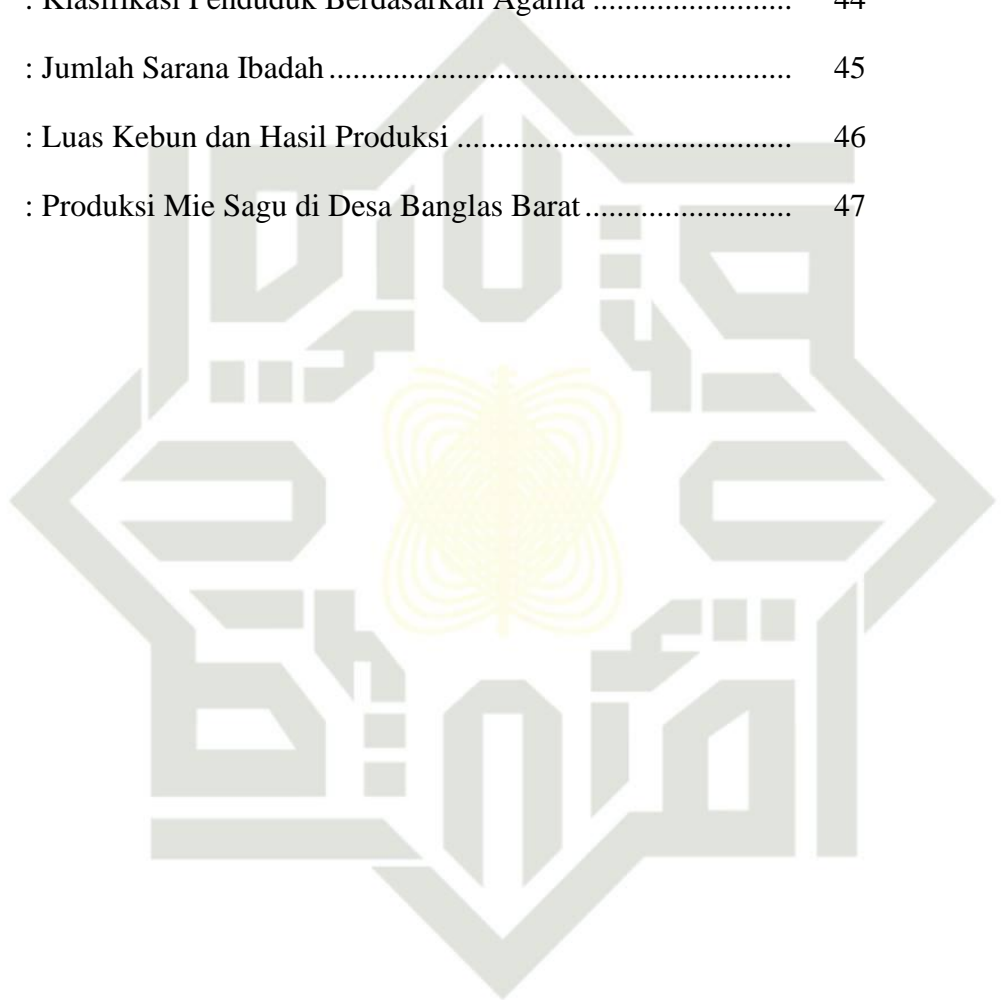 : Klasifikasi Penduduk Berdasarkan Agama ......................... 44
: Jumlah Sarana Ibadah .......................................................... 45
: Luas Kebun dan Hasil Produksi .......................................... 46
: Produksi Mie Sagu di Desa Banglas Barat .......................... 47